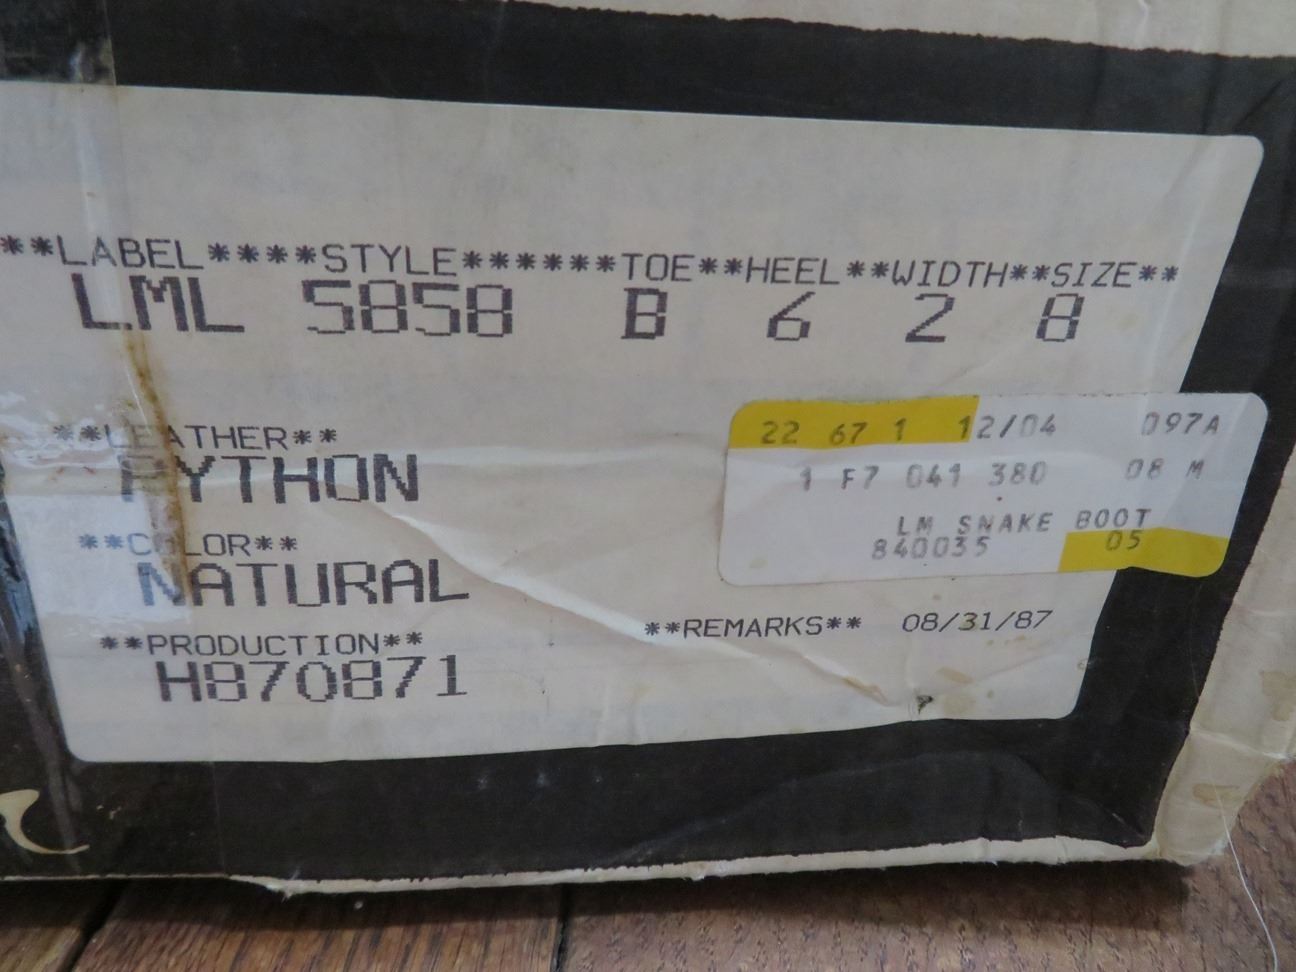 **LABEL****STYLE******TOE**HEEL**WIDTH**SIZE**
LML 5858 B 6 2 8
**LEATHER**
PYTHON
**COLOR**
NATURAL
**PRODUCTION**
H870871
22 67 1 12/04 097A
1 F7 041 380 08 M
LM SNAKE BOOT
840035 05
**REMARKS** 08/31/87